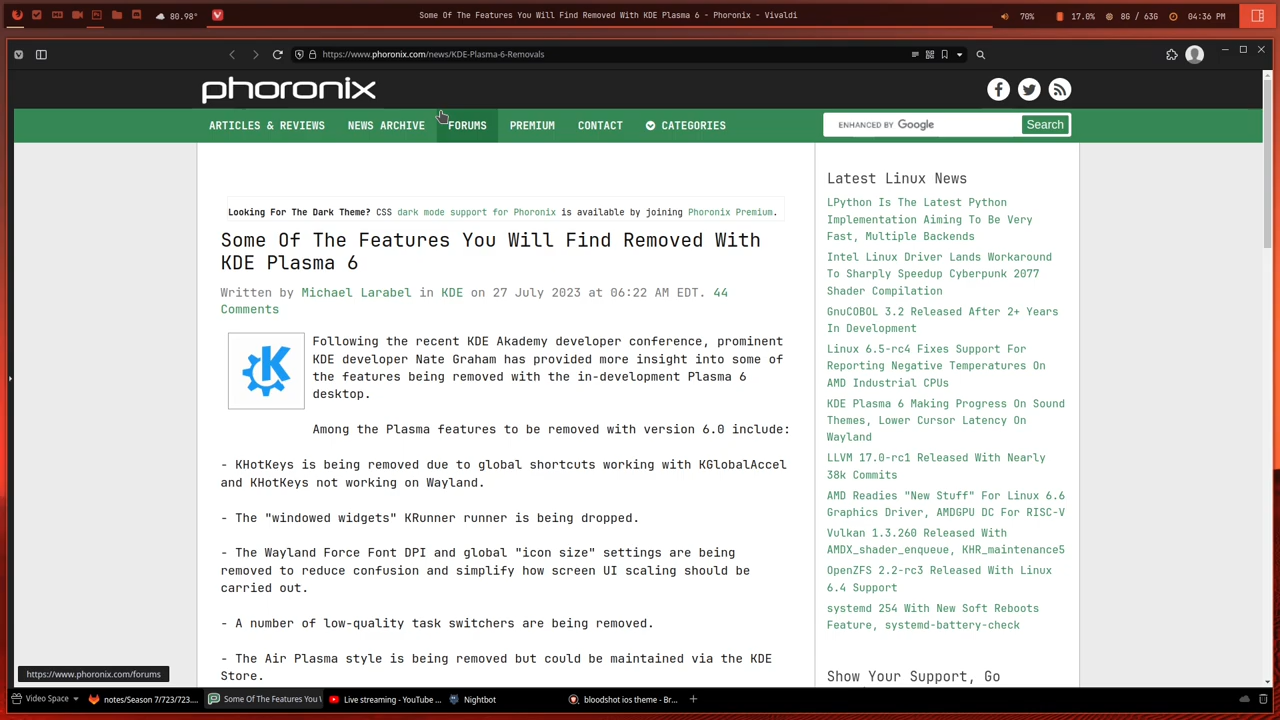 80.98°
Some Of The Features You Will Find Removed With KDE Plasma 6 - Phoronix - Vivaldi
70%
17.0%
8G / 63G
04:36 PM
https://www.phoronix.com/news/KDE-Plasma-6-Removals
phoronix
ARTICLES & REVIEWS
NEWS ARCHIVE
FORUMS
PREMIUM
CONTACT
CATEGORIES
ENHANCED BY Google
Search
Looking For The Dark Theme? CSS dark mode support for Phoronix is available by joining Phoronix Premium.
Some Of The Features You Will Find Removed With
KDE Plasma 6
Written by Michael Larabel in KDE on 27 July 2023 at 06:22 AM EDT. 44
Comments
K
Following the recent KDE Akademy developer conference, prominent
KDE developer Nate Graham has provided more insight into some of
the features being removed with the in-development Plasma 6
desktop.
Among the Plasma features to be removed with version 6.0 include:
- KHotKeys is being removed due to global shortcuts working with KGlobalAccel
and KHotKeys not working on Wayland.
- The "windowed widgets" KRunner runner is being dropped.
- The Wayland Force Font DPI and global "icon size" settings are being
removed to reduce confusion and simplify how screen UI scaling should be
carried out.
- A number of low-quality task switchers are being removed.
- The Air Plasma style is being removed but could be maintained via the KDE
Store.
Latest Linux News
LPython Is The Latest Python
Implementation Aiming To Be Very
Fast, Multiple Backends
Intel Linux Driver Lands Workaround
To Sharply Speedup Cyberpunk 2077
Shader Compilation
GnuCOBOL 3.2 Released After 2+ Years
In Development
Linux 6.5-rc4 Fixes Support For
Reporting Negative Temperatures On
AMD Industrial CPUs
KDE Plasma 6 Making Progress On Sound
Themes, Lower Cursor Latency On
Wayland
LLVM 17.0-rc1 Released With Nearly
38k Commits
AMD Readies "New Stuff" For Linux 6.6
Graphics Driver, AMDGPU DC For RISC-V
Vulkan 1.3.260 Released With
AMDX_shader_enqueue, KHR_maintenance5
OpenZFS 2.2-rc3 Released With Linux
6.4 Support
systemd 254 With New Soft Reboots
Feature, systemd-battery-check
Show Your Support, Go
https://www.phoronix.com/forums
Video Space
notes/Season 7/723/723....
Some Of The Features You W
Live streaming - YouTube ...
Nightbot
bloodshot ios theme - Br...